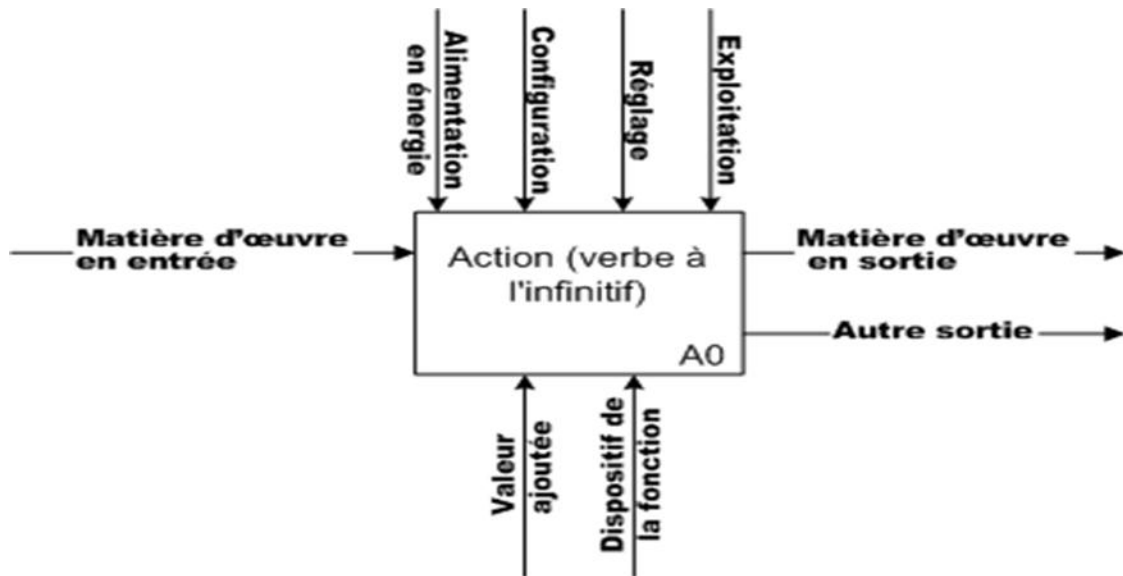 Alimentation
en énergie
Configuration
Réglage
Exploitation
Matière d'œuvre
en entrée
Action (verbe à
l'infinitif)
A0
Matière d'œuvre
en sortie
Autre sortie
Valeur
ajoutée
Dispositif de
la fonction